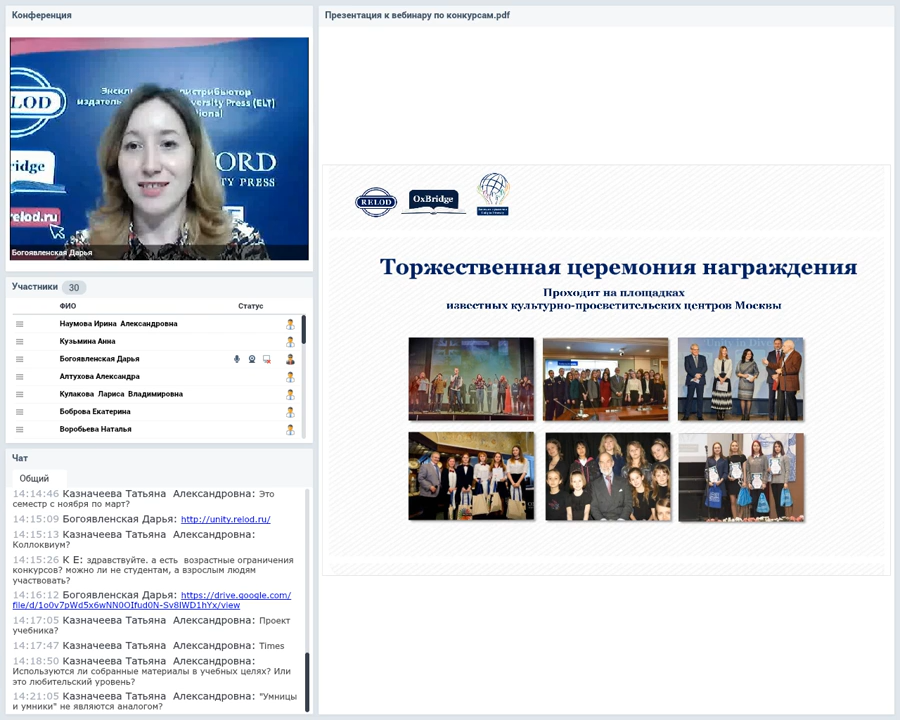 Конференция
RELOD
University Press (ELT)
ridge
relod.ru
Богоявленская Дарья
Участники 30
ФИО Статус
Наумова Ирина Александровна
Кузьмина Анна
Богоявленская Дарья
Алтухова Александра
Кулакова Лариса Владимировна
Боброва Екатерина
Воробьева Наталья
Чат
Общий
14:14:46 Казначеева Татьяна Александровна: Это
семестр с ноября по март?
14:15:09 Богоявленская Дарья: http://unity.relod.ru/
14:15:13 Казначеева Татьяна Александровна:
Коллоквиум?
14:15:26 К Е: здравствуйте. а есть возрастные ограничения
конкурсов? можно ли не студентам, а взрослым людям
участвовать?
14:16:12 Богоявленская Дарья: https://drive.google.com/
file/d/1o0v7pWd5x6wNN0OIfud0N-Sv8IWD1hYx/view
14:17:05 Казначеева Татьяна Александровна: Проект
учебника?
14:17:47 Казначеева Татьяна Александровна: Times
14:18:50 Казначеева Татьяна Александровна:
Используются ли собранные материалы в учебных целях? Или
это любительский уровень?
14:21:05 Казначеева Татьяна Александровна: "Умницы
и умники" не являются аналогом?
Презентация к вебинару по конкурсам.pdf
RELOD
OxBridge
Торжественная церемония награждения
Проходит на площадках
известных культурно-просветительских центров Москвы